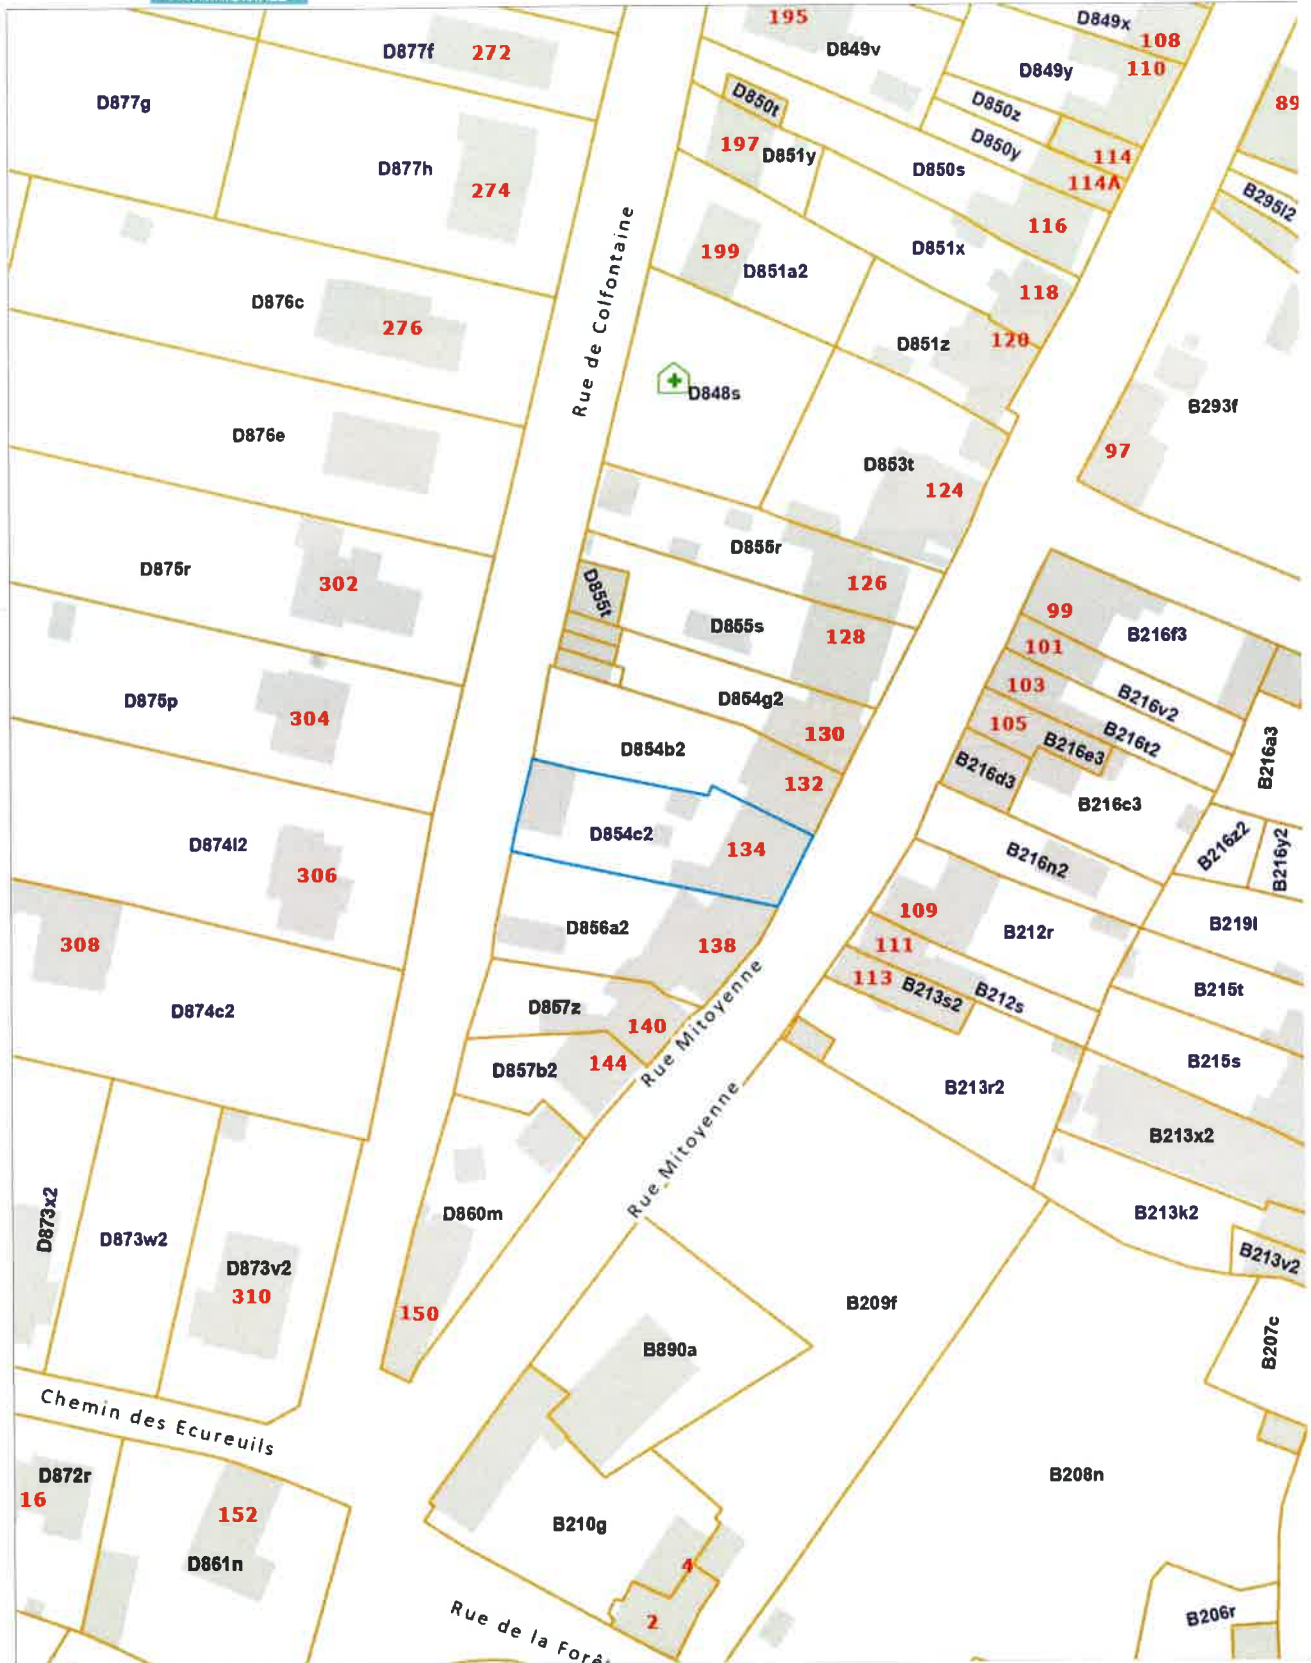 195
D849v
D849x
108
D877f
272
D849y
110
D877g
D850t
D850z
89
197
D851y
D850y
114
D877h
D850s
114A
274
B295l2
116
199
D851x
D851a2
118
D876c
276
Rue de Colfontaine
D851z
120
D848s
B293f
D876e
97
D853t
124
D855r
D875r
302
D855t
126
99
D855s
128
B216f3
101
103
B216v2
D875p
304
D854g2
130
105
B216t2
B216e3
B216a3
D854b2
132
B216d3
B216c3
D854c2
134
D874l2
306
B216n2
B216z2
B216y2
308
D856a2
138
109
B212r
B219l
111
113
B213s2
B212s
B215t
D874c2
D857z
140
Rue Mitoyenne
144
D857b2
B215s
B213r2
B213x2
Rue Mitoyenne
D873x2
D873w2
D860m
B213k2
D873v2
310
B213v2
150
B209f
B890a
B207c
Chemin des Ecureuils
D872r
16
152
B208n
B210g
D861n
4
2
Rue de la Forê
B206r